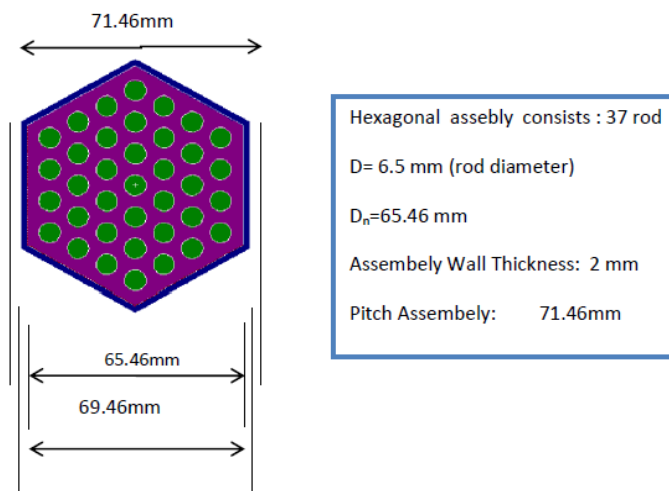 71.46mm
Hexagonal assebly consists : 37 rod
D= 6.5 mm (rod diameter)
Dₙ=65.46 mm
Assembely Wall Thickness: 2 mm
Pitch Assembely: 71.46mm
65.46mm
69.46mm